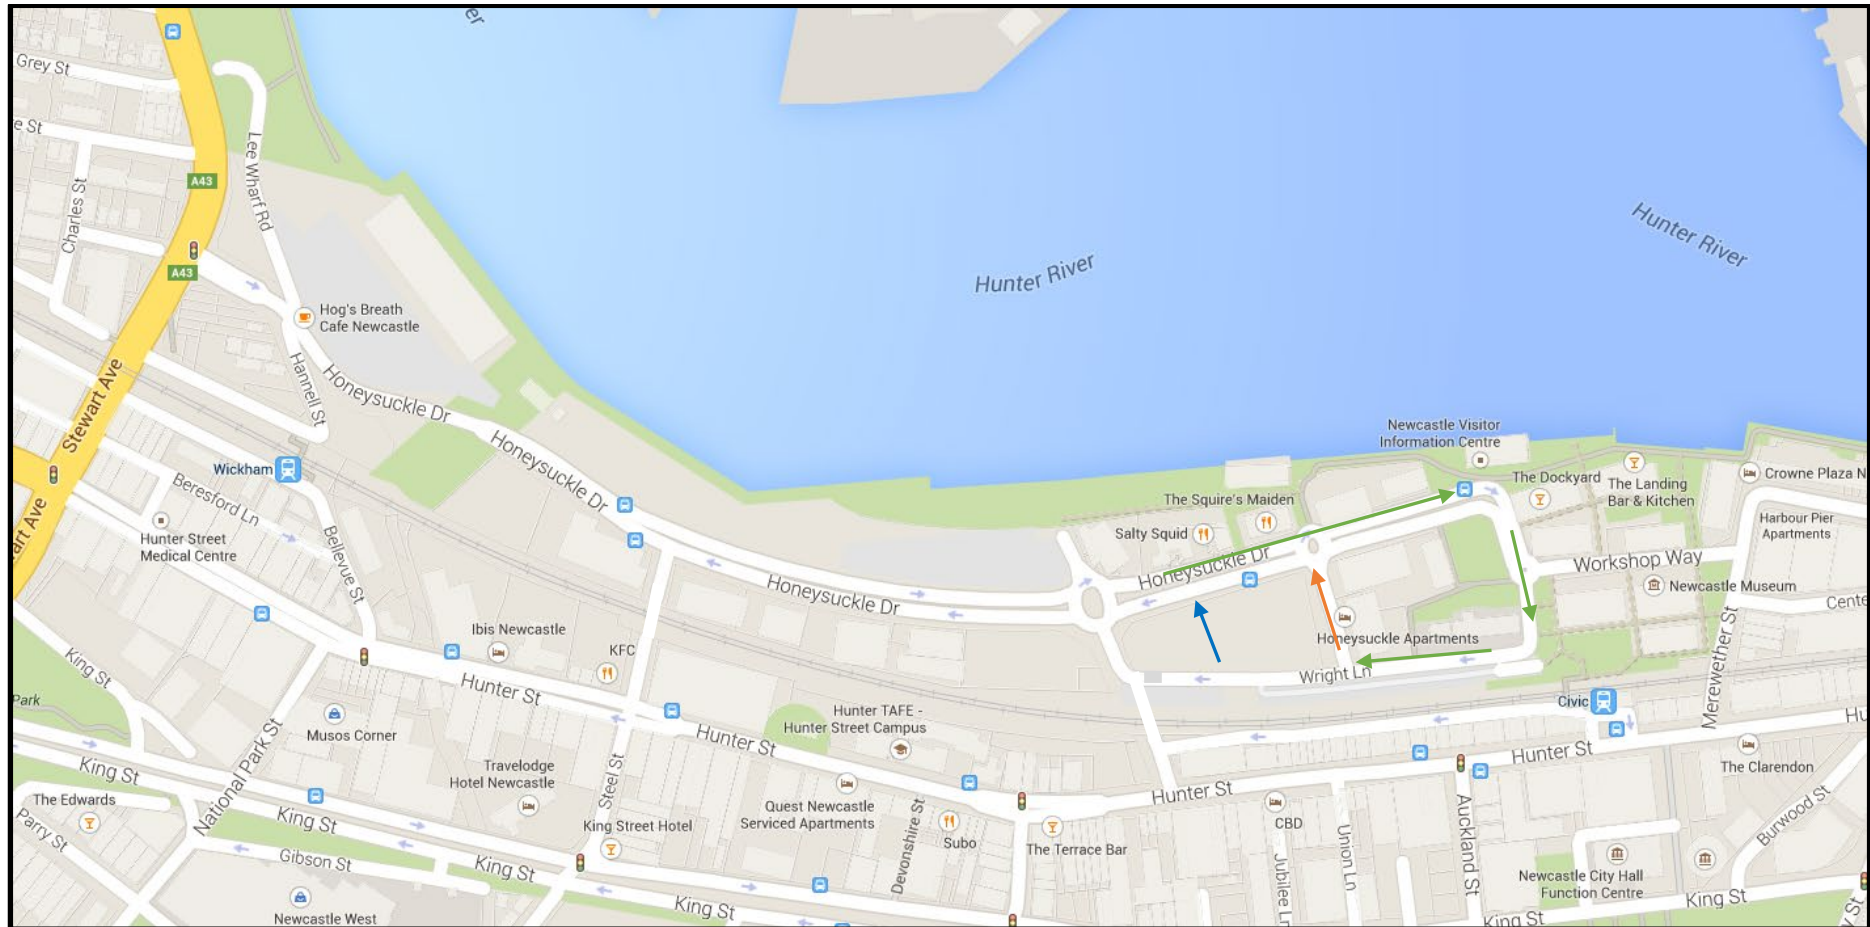 er
River
Grey St
e St
Charles St
A43
A43
Lee Wharf Rd
Hunter River
Hunter River
Hog's Breath
Cafe Newcastle
Hannell St
Honeysuckle Dr
Stewart Ave
art Ave
Honeysuckle Dr
Wickham
Beresford Ln
Bellevue St
Hunter Street
Medical Centre
Newcastle Visitor
Information Centre
The Dockyard
The Landing
Bar & Kitchen
Crowne Plaza N
Harbour Pier
Apartments
The Squire's Maiden
Salty Squid
Honeysuckle Dr
Honeysuckle Dr
Workshop Way
Newcastle Museum
Cente
Merewether St
Honeysuckle Apartments
Wright Ln
Civic
Ibis Newcastle
KFC
King St
Park
Hunter St
Musos Corner
National Park St
Hunter TAFE -
Hunter Street Campus
Hunter St
Hunter St
Hu
The Clarendon
King St
Travelodge
Hotel Newcastle
Steel St
Quest Newcastle
Serviced Apartments
Hunter St
CBD
The Edwards
Parry St
King St
King Street Hotel
Devonshire St
Subo
The Terrace Bar
Jubilee Ln
Union Ln
Auckland St
Burwood St
Gibson St
King St
Newcastle City Hall
Function Centre
King St
Newcastle West
King St
King St
y St